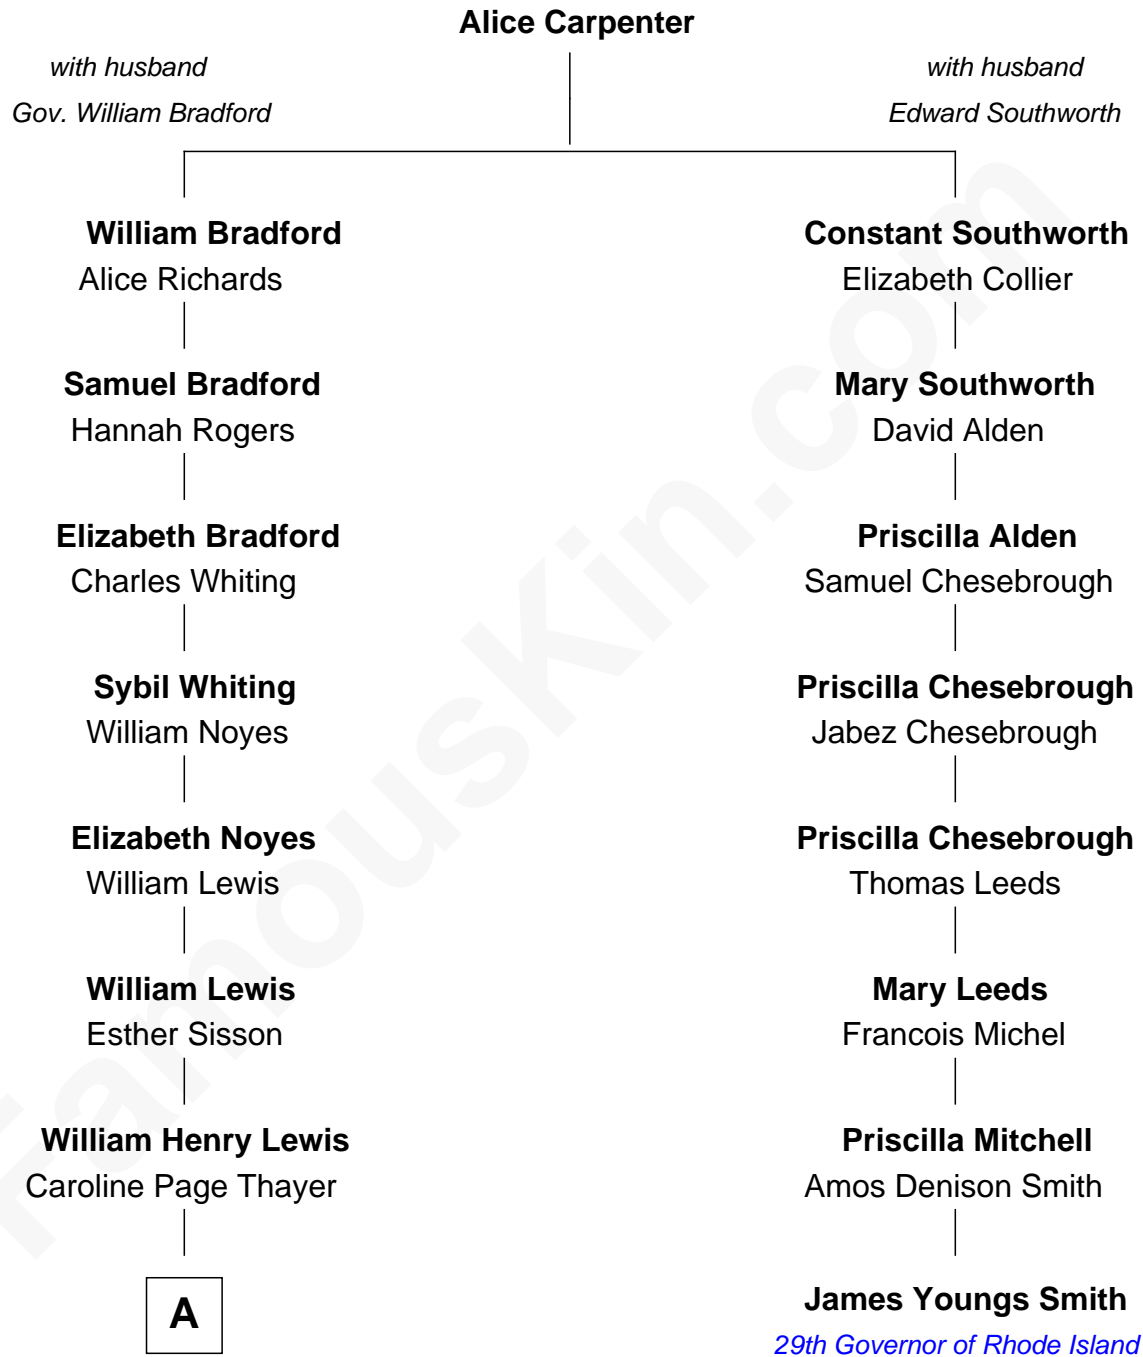 Alice Carpenter
with husband
Gov. William Bradford
with husband
Edward Southworth
William Bradford
Alice Richards
Samuel Bradford
Hannah Rogers
Elizabeth Bradford
Charles Whiting
Sybil Whiting
William Noyes
Elizabeth Noyes
William Lewis
William Lewis
Esther Sisson
William Henry Lewis
Caroline Page Thayer
A
Constant Southworth
Elizabeth Collier
Mary Southworth
David Alden
Priscilla Alden
Samuel Chesebrough
Priscilla Chesebrough
Jabez Chesebrough
Priscilla Chesebrough
Thomas Leeds
Mary Leeds
Francois Michel
Priscilla Mitchell
Amos Denison Smith
James Youngs Smith
29th Governor of Rhode Island
FamousKin.com